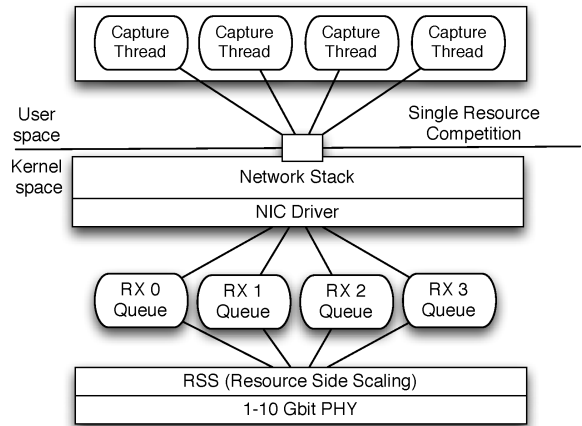 Capture
Thread
Capture
Thread
Capture
Thread
Capture
Thread
User
space
Single Resource
Competition
Kernel
space
Network Stack
NIC Driver
RX 0
Queue
RX 1
Queue
RX 2
Queue
RX 3
Queue
RSS (Resource Side Scaling)
1-10 Gbit PHY